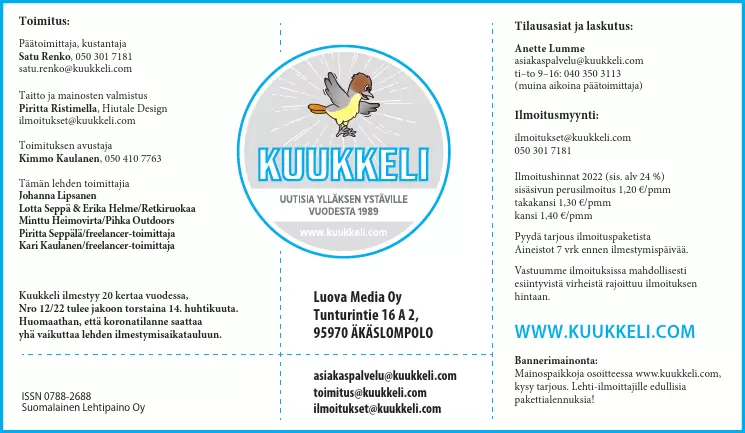 Toimitus:
Päätoimittaja, kustantaja
Satu Renko, 050 301 7181
satu.renko@kuukkeli.com
Taitto ja mainosten valmistus
Piritta Ristimella, Hiutale Design
ilmoitukset@kuukkeli.com
Toimituksen avustaja
Kimmo Kaulanen, 050 410 7763
Tämän lehden toimittajia
Johanna Lipsanen
Lotta Seppä & Erika Helme/Retkiruokaa
Minttu Heimovirta/Pihka Outdoors
Piritta Seppälä/freelancer-toimittaja
Kari Kaulanen/freelancer-toimittaja
Kuukkeli ilmestyy 20 kertaa vuodessa,
Nro 12/22 tulee jakoon torstaina 14. huhtikuuta.
Huomaathan, että koronatilanne saattaa
yhä vaikuttaa lehden ilmestymisaikatauluun.
ISSN 0788-2688
Suomalainen Lehtipaino Oy
KUUKKELI
UUTISIA YLLÄKSEN YSTÄVILLE
VUODESTA 1989
www.kuukkeli.com
Luova Media Oy
Tunturintie 16 A 2,
95970 ÄKÄSLOMPOLO
asiakaspalvelu@kuukkeli.com
toimitus@kuukkeli.com
ilmoitukset@kuukkeli.com
Tilausasiat ja laskutus:
Anette Lumme
asiakaspalvelu@kuukkeli.com
ti–to 9–16: 040 350 3113
(muina aikoina päätoimittaja)
Ilmoitusmyynti:
ilmoitukset@kuukkeli.com
050 301 7181
Ilmoitushinnat 2022 (sis. alv 24 %)
sisäsivun perusilmoitus 1,20 €/pmm
takakansi 1,30 €/pmm
kansi 1,40 €/pmm
Pyydä tarjous ilmoituspaketista
Aineistot 7 vrk ennen ilmestymispäivää.
Vastuumme ilmoituksissa mahdollisesti
esiintyvistä virheistä rajoittuu ilmoituksen
hintaan.
WWW.KUUKKELI.COM
Bannerimainonta:
Mainospaikkoja osoitteessa www.kuukkeli.com,
kysy tarjous. Lehti-ilmoittajille edullisia
pakettialennuksia!